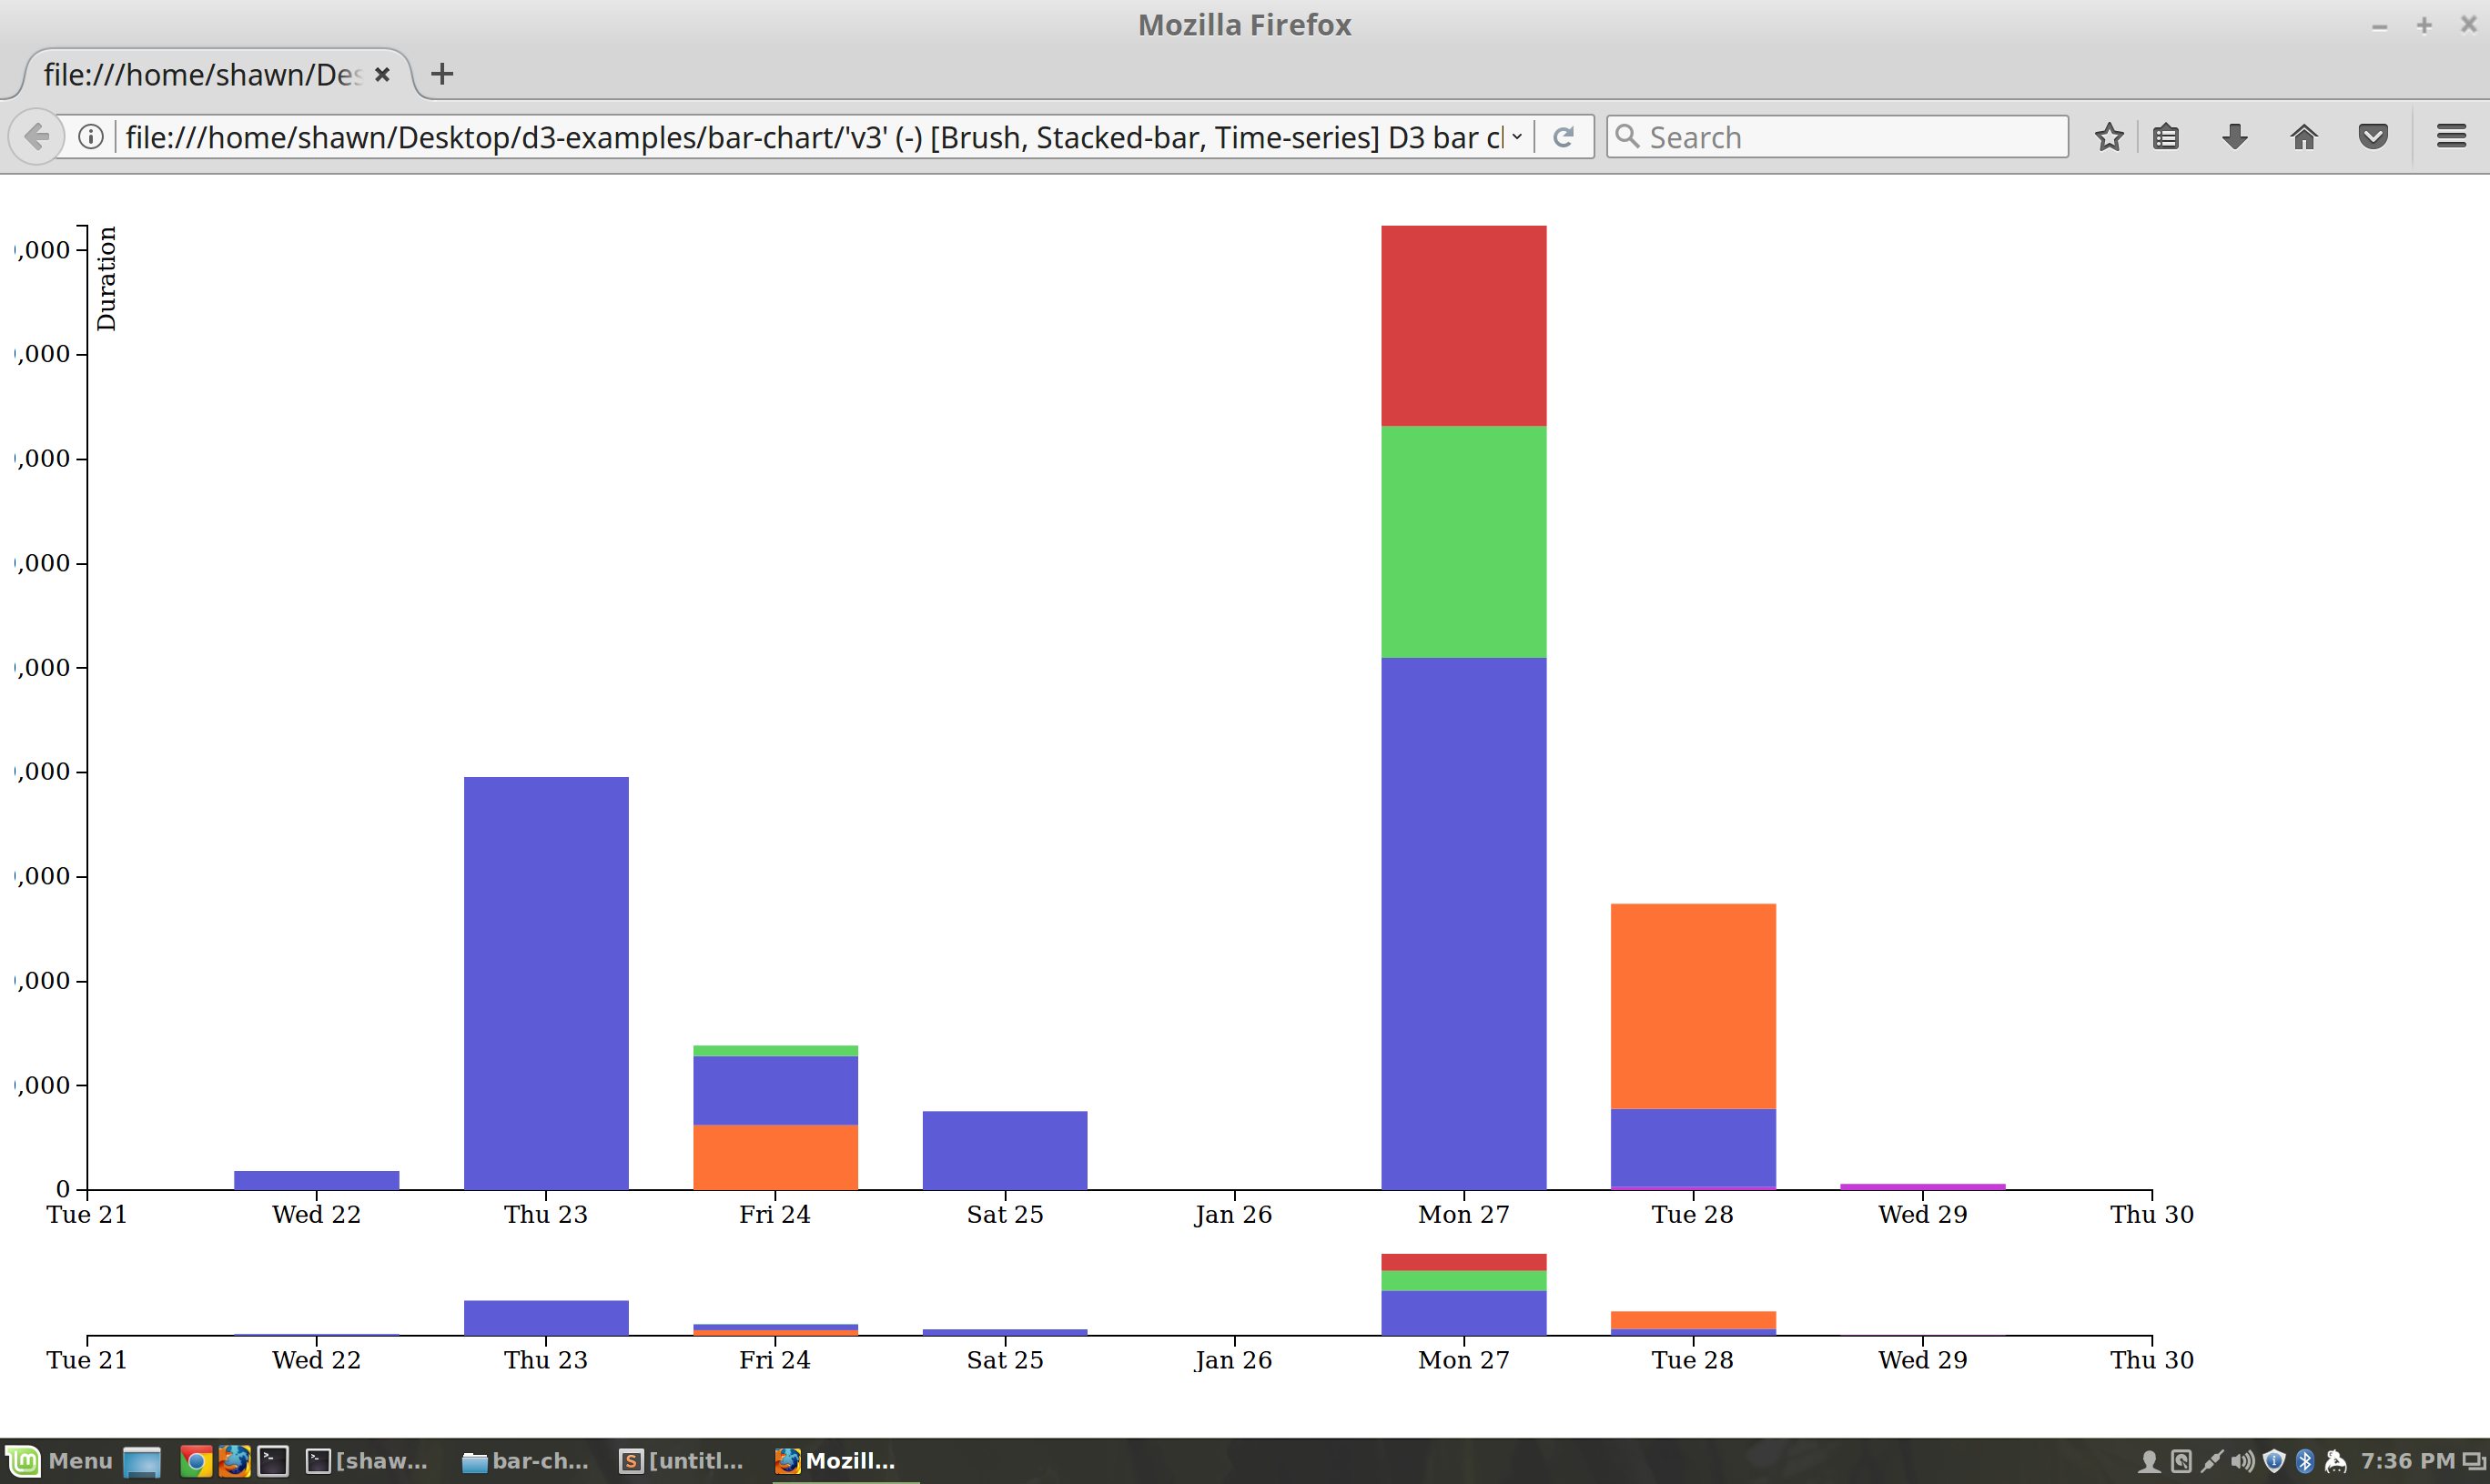 Mozilla Firefox
file:///home/shawn/Des
file:///home/shawn/Desktop/d3-examples/bar-chart/'v3' (-) [Brush, Stacked-bar, Time-series] D3 bar cl
Search
Duration
,000
,000
,000
,000
,000
,000
,000
,000
,000
0
Tue 21 Wed 22 Thu 23 Fri 24 Sat 25 Jan 26 Mon 27 Tue 28 Wed 29 Thu 30
Tue 21 Wed 22 Thu 23 Fri 24 Sat 25 Jan 26 Mon 27 Tue 28 Wed 29 Thu 30
Menu [shaw... bar-ch... [untitl... Mozill... 7:36 PM